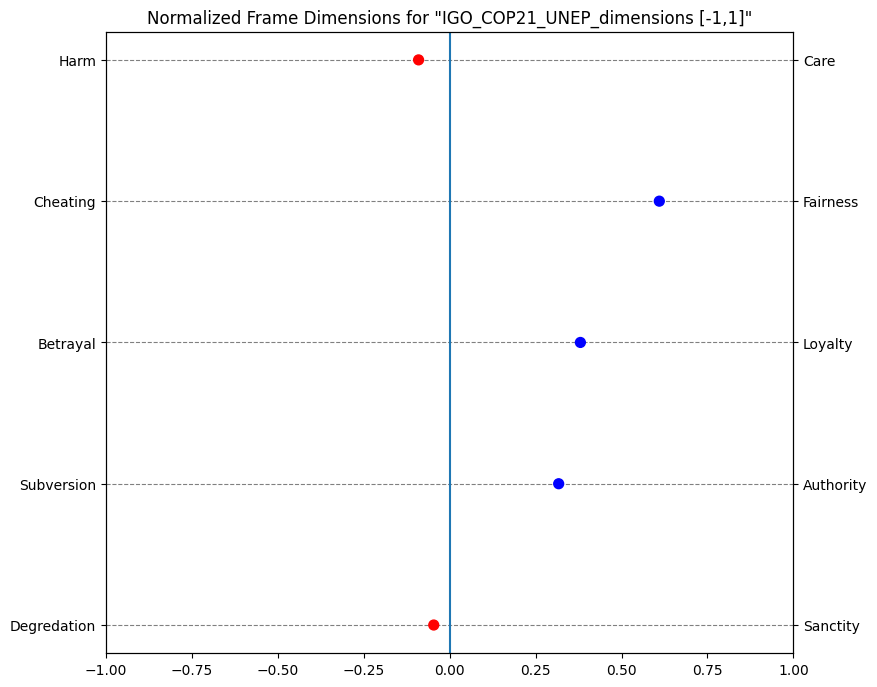 Normalized Frame Dimensions for "IGO_COP21_UNEP_dimensions [-1,1]"
Harm
Care
Cheating
Fairness
Betrayal
Loyalty
Subversion
Authority
Degredation
Sanctity
−1.00 −0.75 −0.50 −0.25 0.00 0.25 0.50 0.75 1.00